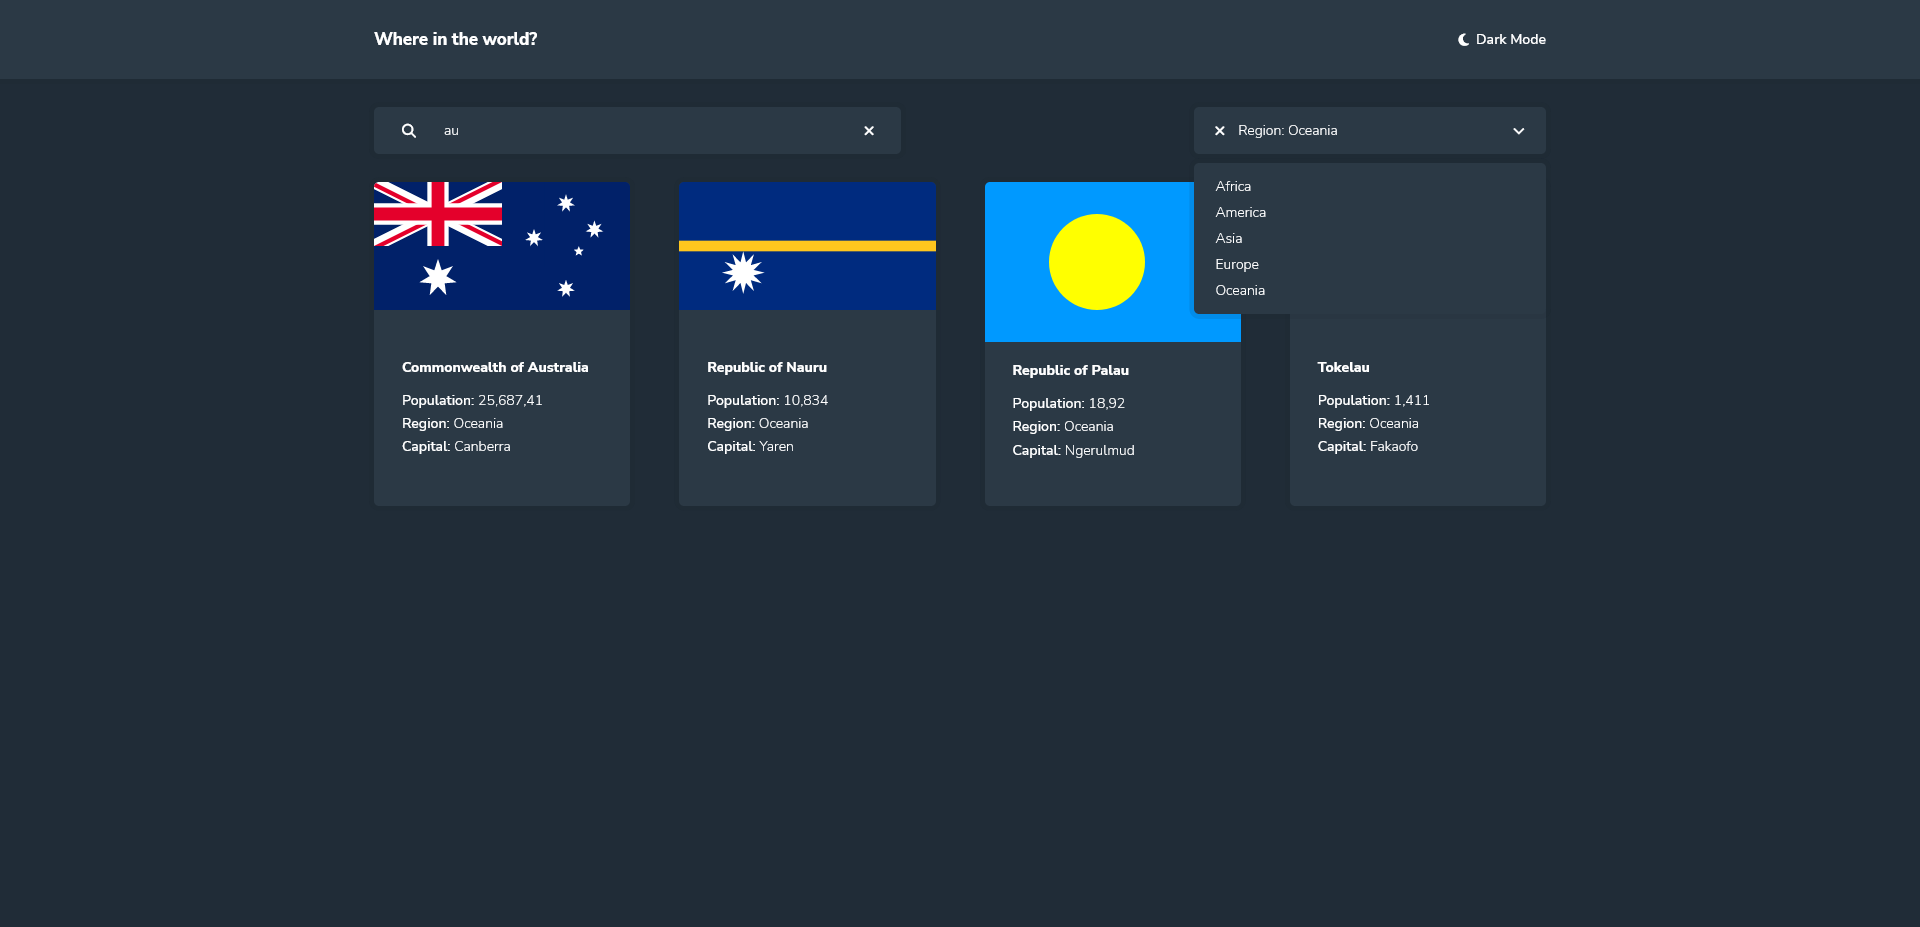 Where in the world?
Dark Mode
au
Region: Oceania
Africa
America
Asia
Europe
Oceania
Commonwealth of Australia
Population: 25,687,41
Region: Oceania
Capital: Canberra
Republic of Nauru
Population: 10,834
Region: Oceania
Capital: Yaren
Republic of Palau
Population: 18,92
Region: Oceania
Capital: Ngerulmud
Tokelau
Population: 1,411
Region: Oceania
Capital: Fakaofo